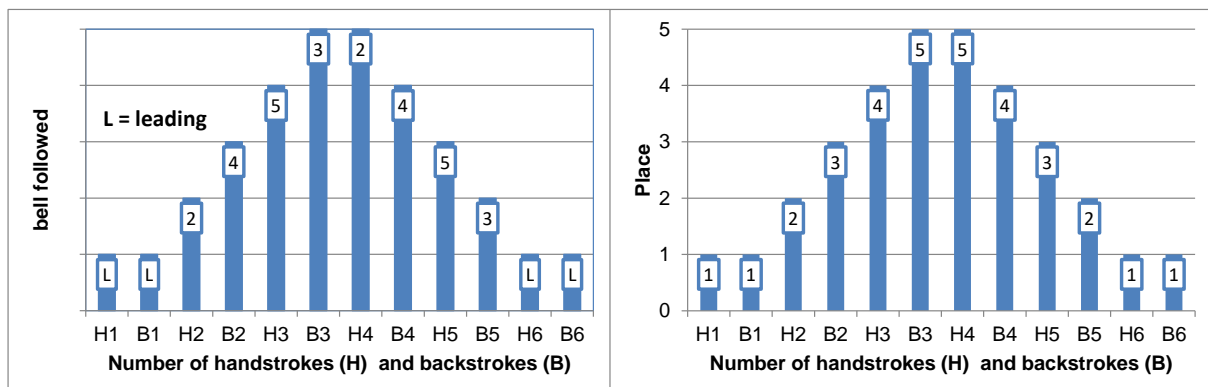 bell followed
L = leading
L L 2 4 5 3 2 4 5 3 L L
H1 B1 H2 B2 H3 B3 H4 B4 H5 B5 H6 B6
Number of handstrokes (H) and backstrokes (B)
Place
5
4
3
2
1
0
1 1 2 3 4 5 5 4 3 2 1 1
H1 B1 H2 B2 H3 B3 H4 B4 H5 B5 H6 B6
Number of handstrokes (H) and backstrokes (B)